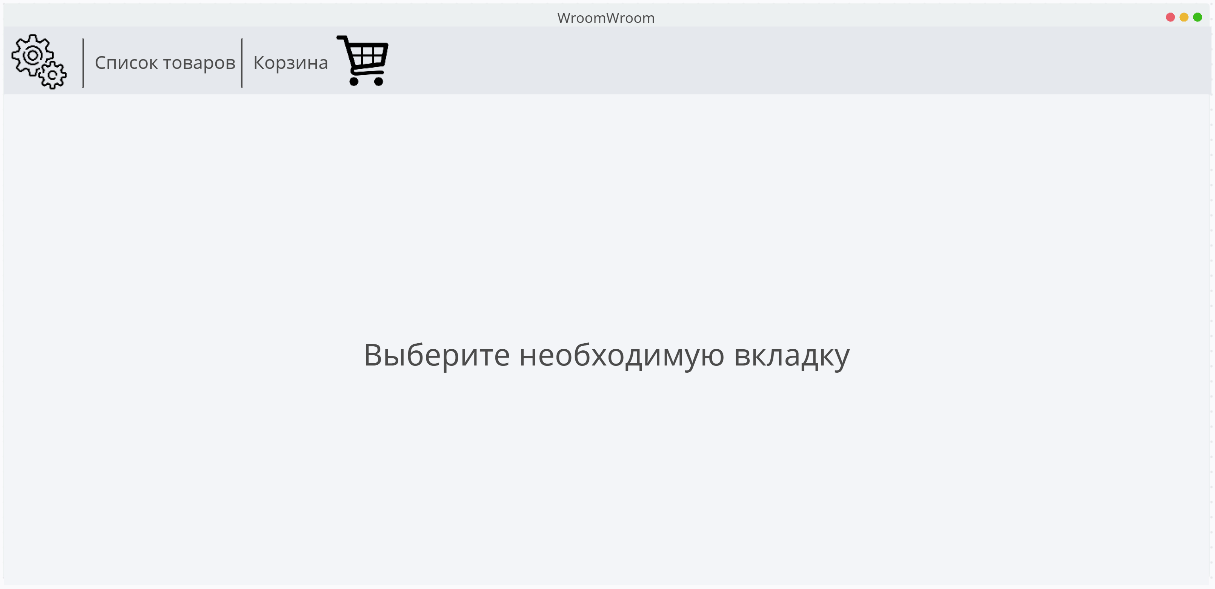 WroomWroom
Список товаров
Корзина
Выберите необходимую вкладку